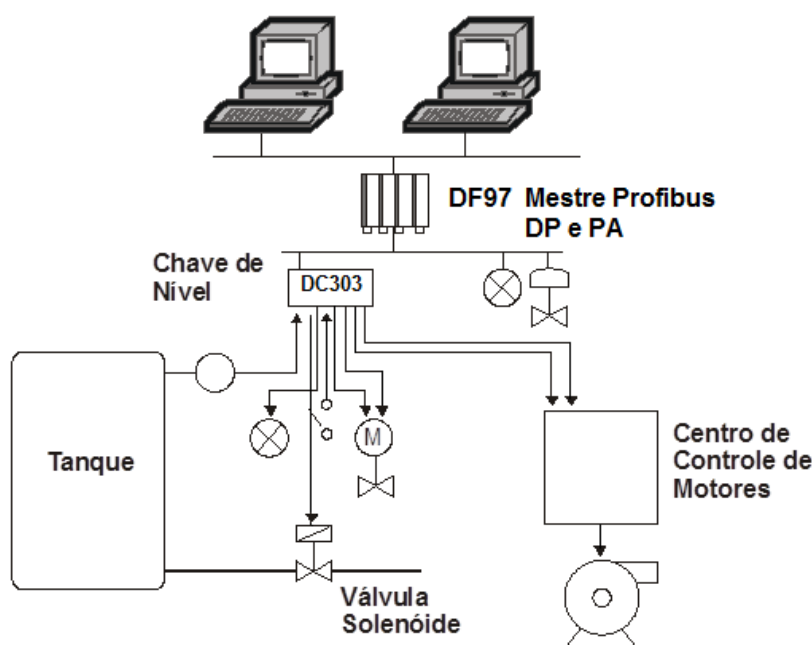 DF97 Mestre Profibus
DP e PA
Chave de
Nível
DC303
Tanque
M
Centro de
Controle de
Motores
Válvula
Solenóide